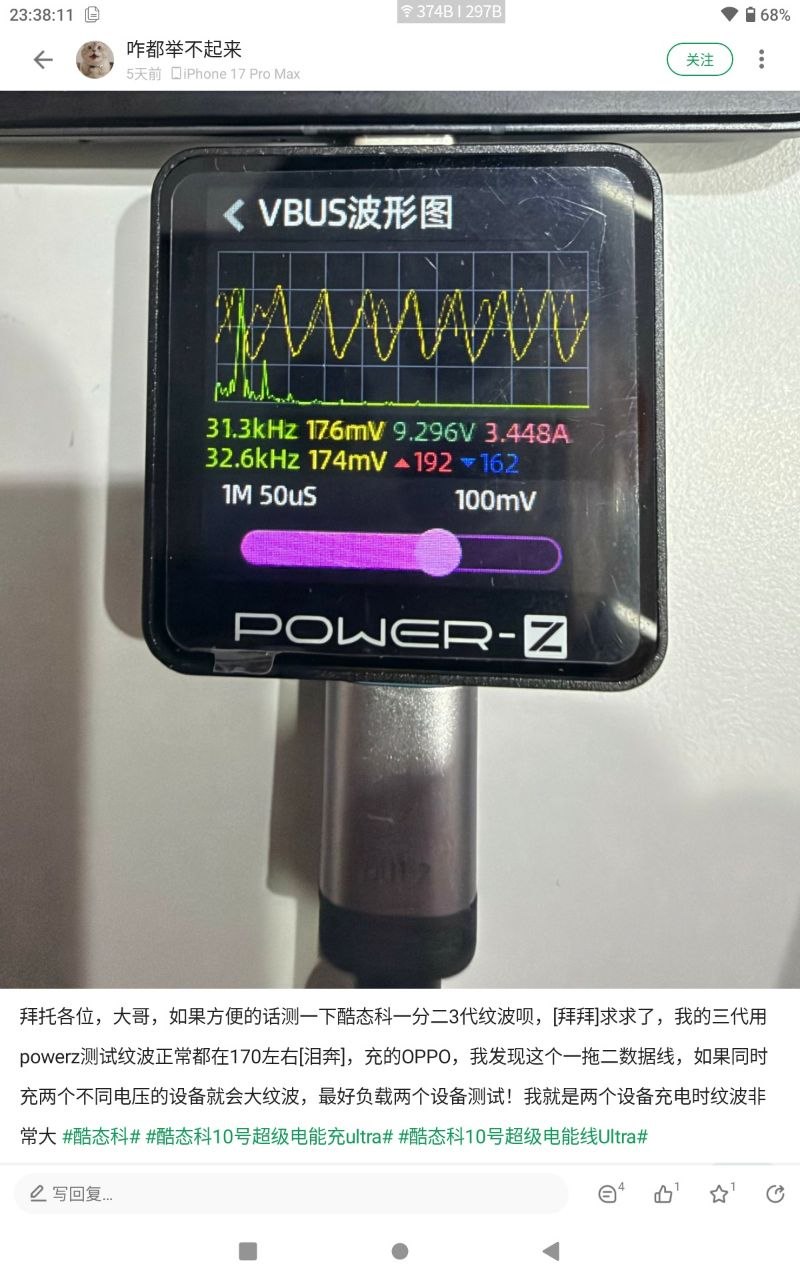 23:38:11
374B | 297B
68%
咋都举不起来
5天前 iPhone 17 Pro Max
关注
VBUS波形图
31.3kHz 176mV 9.296V 3.448A
32.6kHz 174mV ▲192 ▼162
1M 50uS 100mV
POWER-Z
OUT 2
拜托各位，大哥，如果方便的话测一下酷态科一分二3代纹波呗，[拜拜]求求了，我的三代用
powerz测试纹波正常都在170左右[泪奔]，充的OPPO，我发现这个一拖二数据线，如果同时
充两个不同电压的设备就会大纹波，最好负载两个设备测试！我就是两个设备充电时纹波非
常大 #酷态科# #酷态科10号超级电能充ultra# #酷态科10号超级电能线Ultra#
写回复...
4
1
1